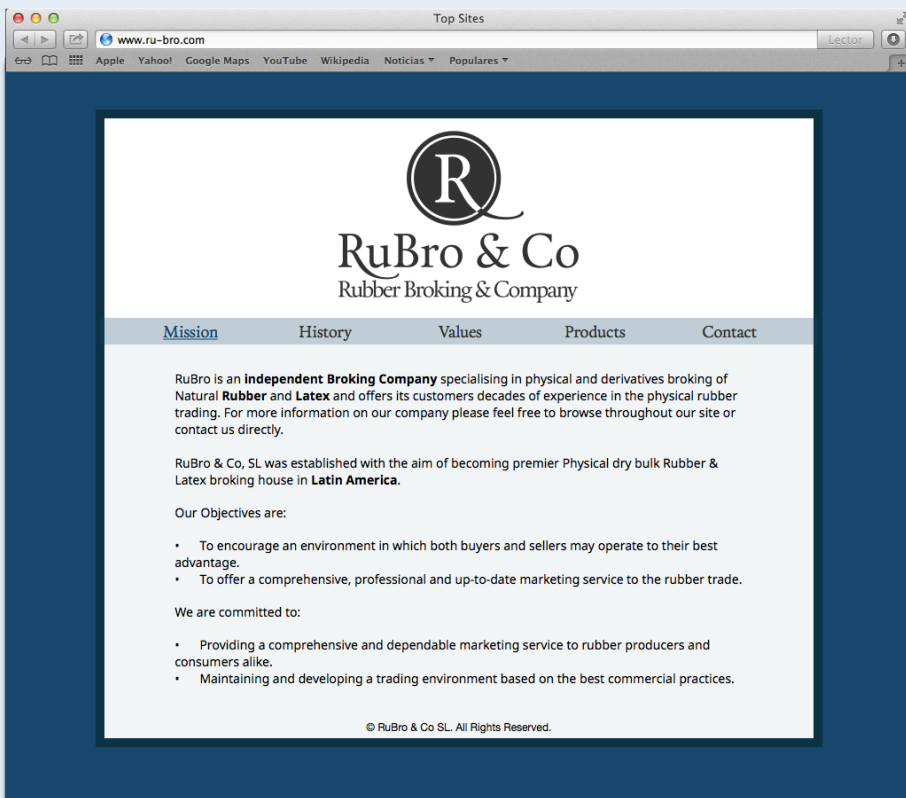 Top Sites
www.ru-bro.com
Lector
Apple Yahoo! Google Maps YouTube Wikipedia Noticias Populares
R
RuBro & Co
Rubber Broking & Company
Mission History Values Products Contact
RuBro is an independent Broking Company specialising in physical and derivatives broking of
Natural Rubber and Latex and offers its customers decades of experience in the physical rubber
trading. For more information on our company please feel free to browse throughout our site or
contact us directly.
RuBro & Co, SL was established with the aim of becoming premier Physical dry bulk Rubber &
Latex broking house in Latin America.
Our Objectives are:
• To encourage an environment in which both buyers and sellers may operate to their best
advantage.
• To offer a comprehensive, professional and up-to-date marketing service to the rubber trade.
We are committed to:
• Providing a comprehensive and dependable marketing service to rubber producers and
consumers alike.
• Maintaining and developing a trading environment based on the best commercial practices.
© RuBro & Co SL. All Rights Reserved.